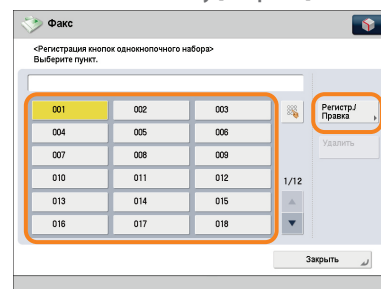 Факс
<Регистрация кнопок однокнопочного набора>
Выберите пункт.
001 002 003
Регистр./
Правка
004 005 006
Удалить
007 008 009
010 011 012
1/12
013 014 015
016 017 018
Закрыть